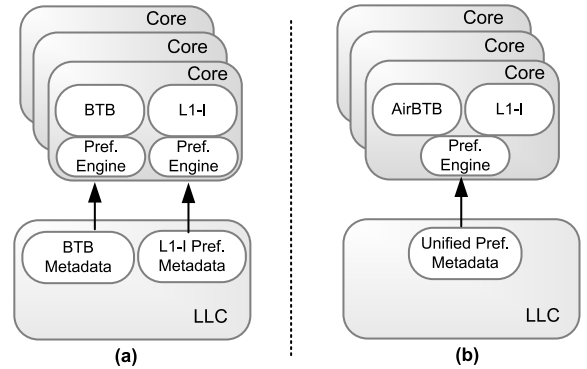 Core
Core
Core
BTB
L1-I
Pref.
Engine
Pref.
Engine
BTB
Metadata
L1-I Pref.
Metadata
LLC
(a)
Core
Core
Core
AirBTB
L1-I
Pref.
Engine
Unified Pref.
Metadata
LLC
(b)